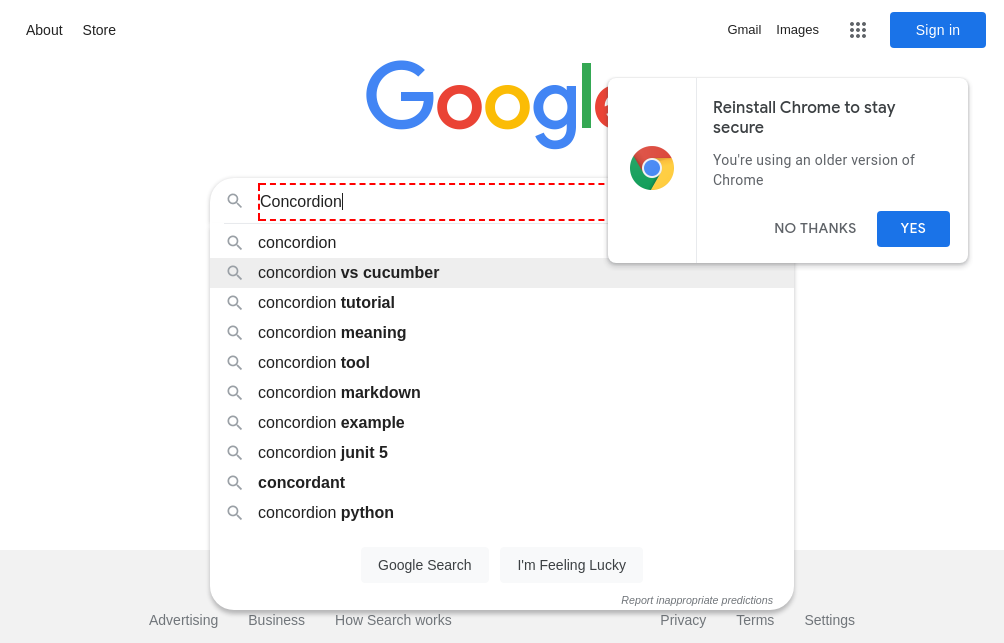 About Store Gmail Images Sign in
Google
Reinstall Chrome to stay
secure
You're using an older version of
Chrome
NO THANKS YES
Concordion
concordion
concordion vs cucumber
concordion tutorial
concordion meaning
concordion tool
concordion markdown
concordion example
concordion junit 5
concordant
concordion python
Google Search I'm Feeling Lucky
Report inappropriate predictions
Advertising Business How Search works Privacy Terms Settings